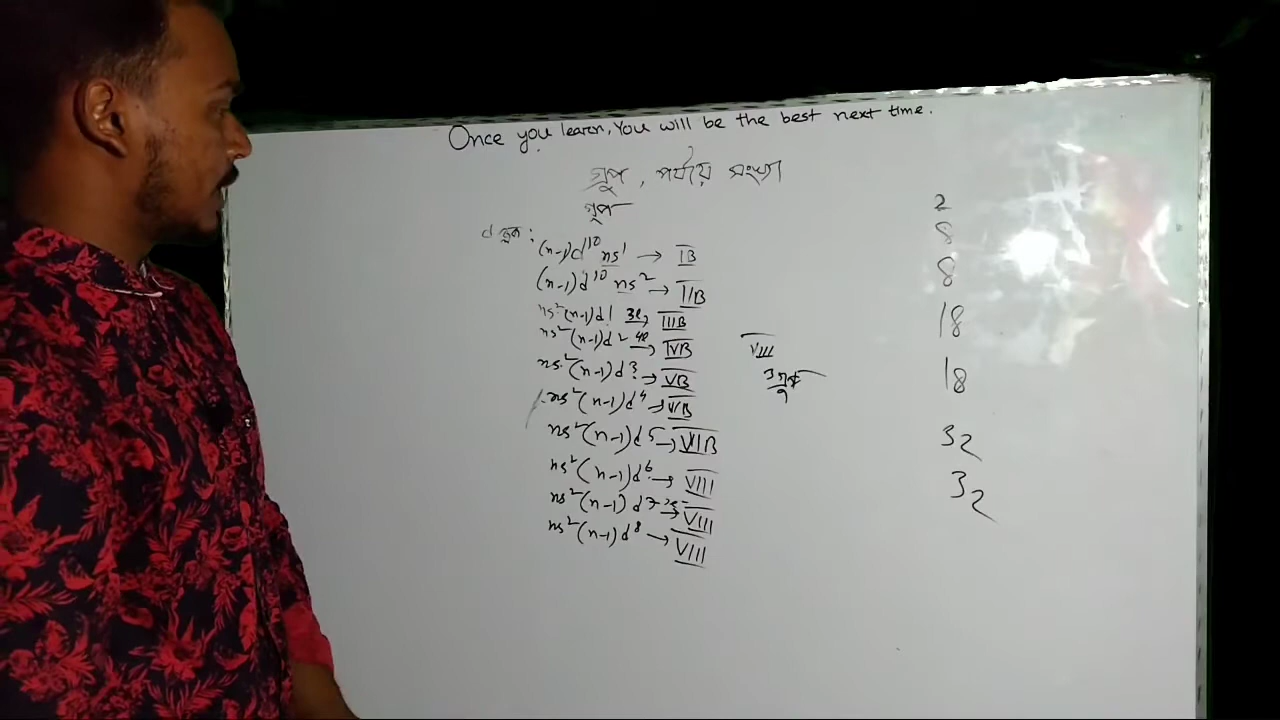 Once you learn, You will be the best next time.
গ্রুপ, পর্যায় সংখ্যা
গ্রুপ
d ব্লক:
(n-1)d¹⁰ ns¹ → IB
(n-1)d¹⁰ ns² → IIB
ns²(n-1)d¹ → IIIB
ns²(n-1)d² → IVB
ns²(n-1)d³ → VB
ns²(n-1)d⁴ → VIB
ns²(n-1)d⁵ → VIIB
ns²(n-1)d⁶ → VIII
ns²(n-1)d⁷ → VIII
ns²(n-1)d⁸ → VIII
VIII
2
8
8
18
18
32
32